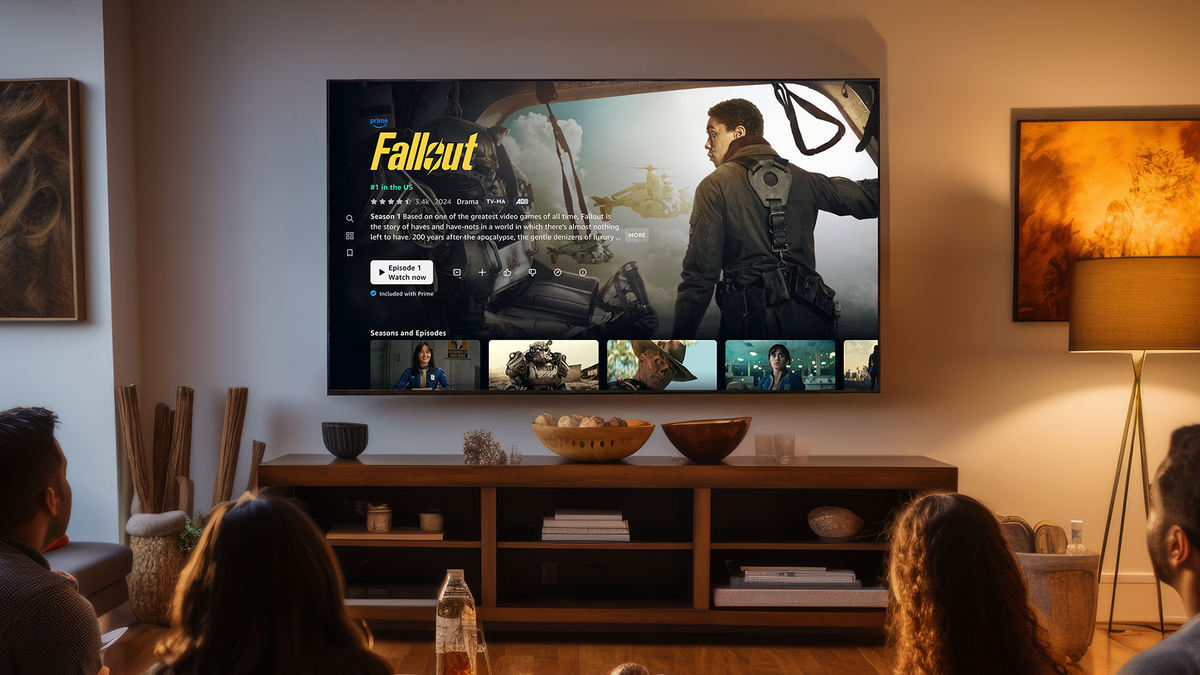 prime
Fallout
#1 in the US
3.4k 2024 Drama TV-MA AD
Season 1 Based on one of the greatest video games of all time, Fallout is
the story of haves and have-nots in a world in which there's almost nothing
left to have. 200 years after the apocalypse, the gentle denizens of luxury ... MORE
Episode 1
Watch now
Included with Prime
Seasons and Episodes